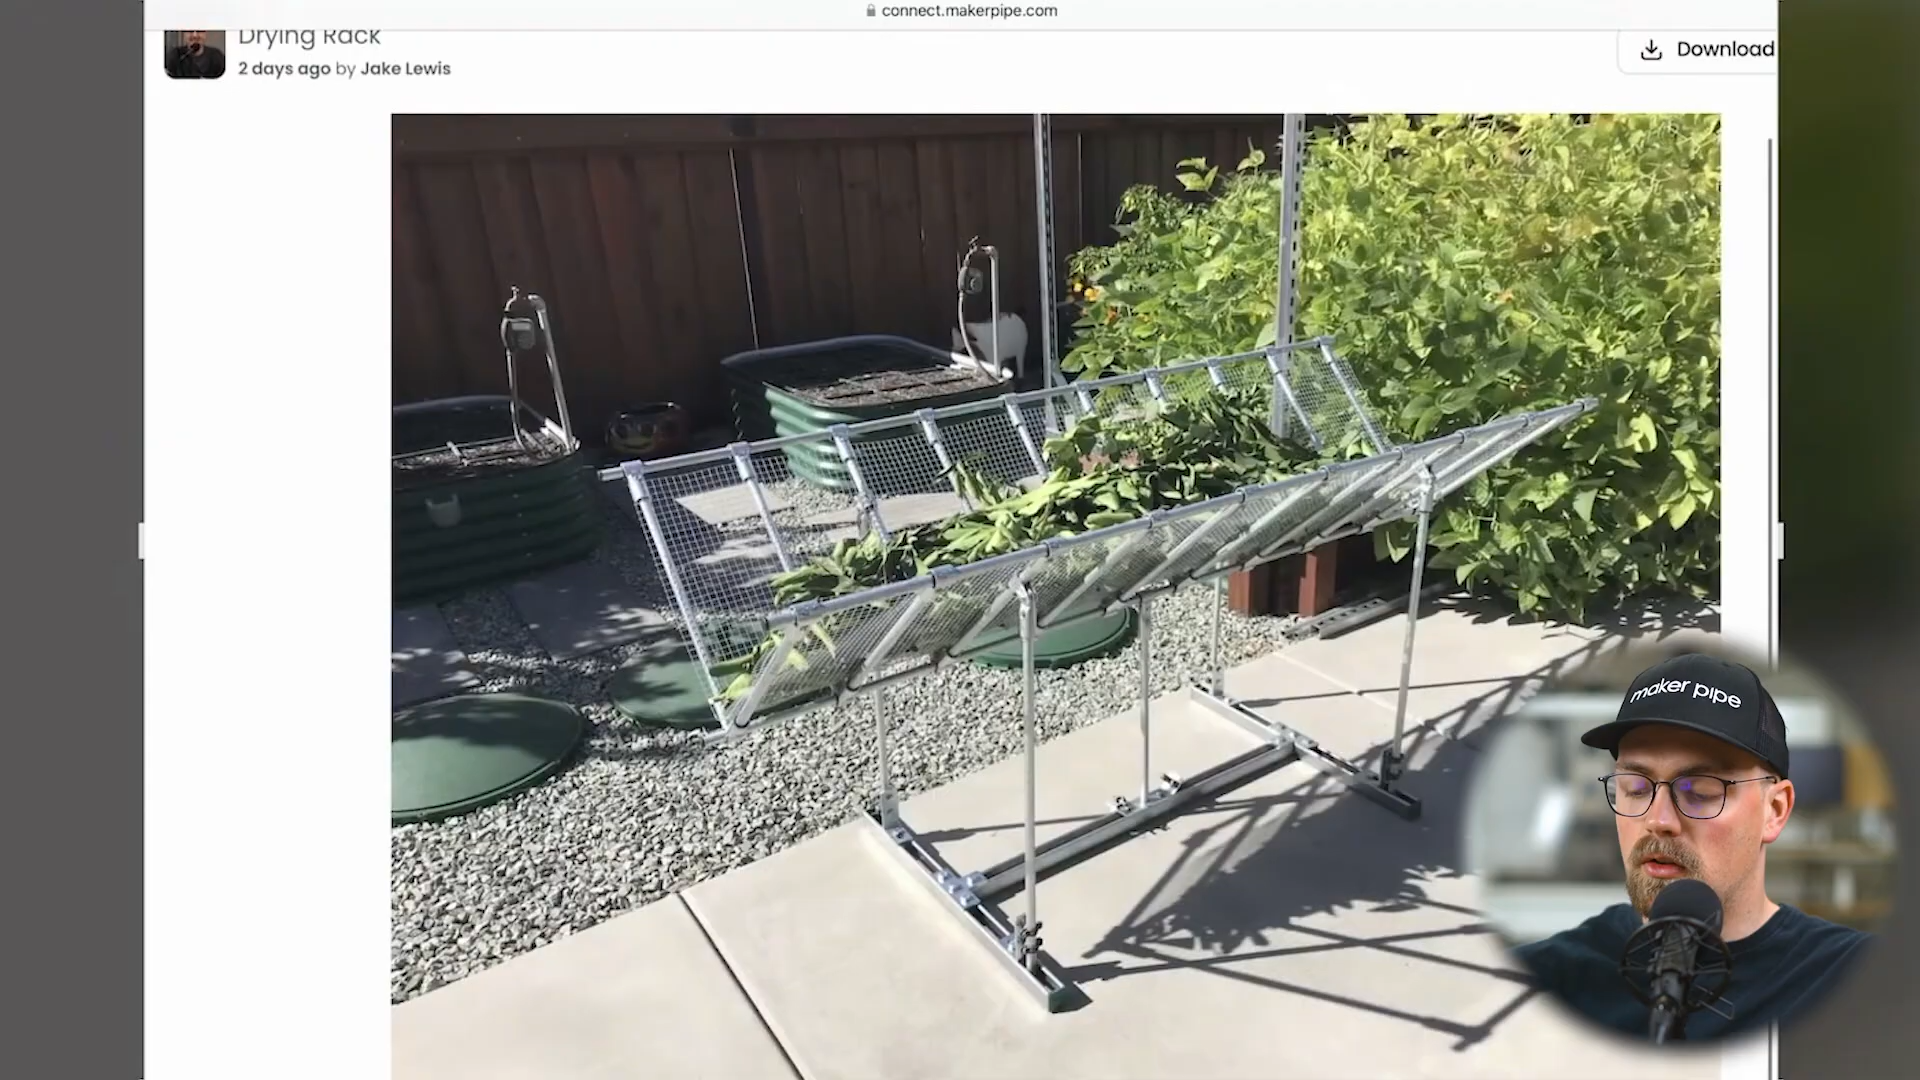 connect.makerpipe.com
Drying Rack
2 days ago by Jake Lewis
Download
maker pipe